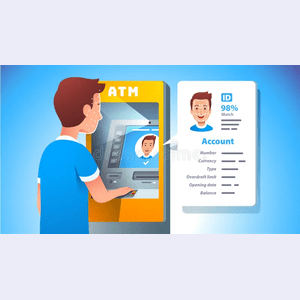 ATM
ID
98%
Match
Account
Number
Currency
Type
Overdraft limit
Opening date
Balance